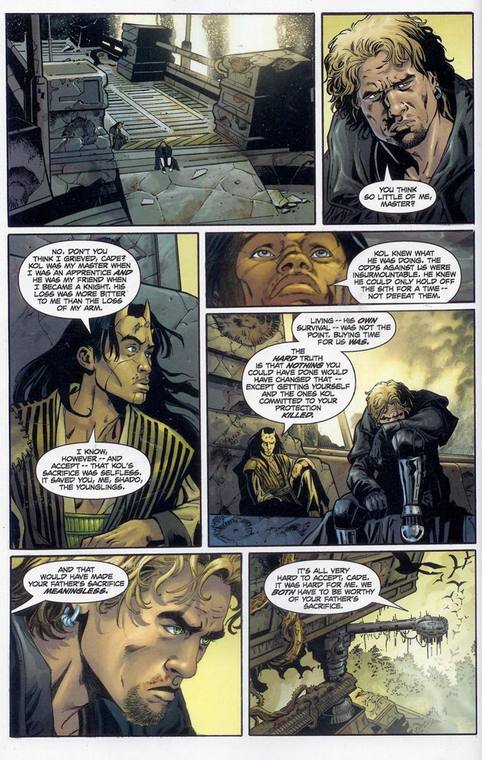 YOU THINK
SO LITTLE OF ME,
MASTER?
NO. DON'T YOU
THINK I GRIEVED, CADE?
KOL WAS MY MASTER WHEN
I WAS AN APPRENTICE AND
HE WAS MY FRIEND WHEN
I BECAME A KNIGHT. HIS
LOSS WAS MORE BITTER
TO ME THAN THE LOSS
OF MY ARM.
I KNOW,
HOWEVER -- AND
ACCEPT -- THAT KOL'S
SACRIFICE WAS SELFLESS.
IT SAVED YOU, ME, SHADO,
THE YOUNGLINGS.
KOL KNEW WHAT
HE WAS DOING. THE
ODDS AGAINST US WERE
INSURMOUNTABLE. HE KNEW
HE COULD ONLY HOLD OFF
THE SITH FOR A TIME --
NOT DEFEAT THEM.
LIVING -- HIS OWN
SURVIVAL -- WAS NOT THE
POINT. BUYING TIME
FOR US WAS.
THE
HARD TRUTH
IS THAT NOTHING YOU
COULD HAVE DONE WOULD
HAVE CHANGED THAT --
EXCEPT GETTING YOURSELF
AND THE ONES KOL
COMMITTED TO YOUR
PROTECTION
KILLED.
AND THAT
WOULD HAVE MADE
YOUR FATHER'S SACRIFICE
MEANINGLESS.
IT'S ALL VERY
HARD TO ACCEPT, CADE.
IT WAS HARD FOR ME. WE
BOTH HAVE TO BE WORTHY
OF YOUR FATHER'S
SACRIFICE.